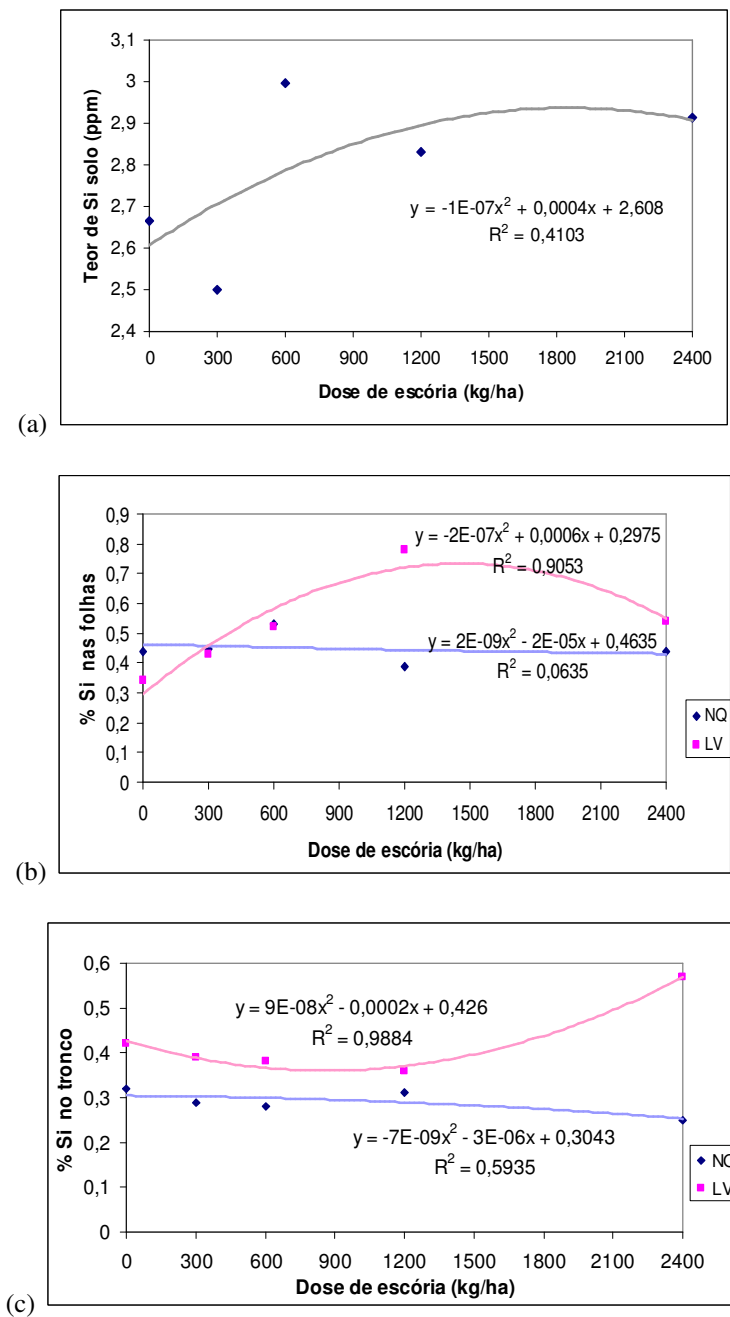 3,1
3
2,9
2,8
2,7
2,6
2,5
2,4
Teor de Si solo (ppm)
y = -1E-07x² + 0,0004x + 2,608
R² = 0,4103
0 300 600 900 1200 1500 1800 2100 2400
Dose de escória (kg/ha)
(a)
0,9
0,8
0,7
0,6
0,5
0,4
0,3
0,2
0,1
0
% Si nas folhas
y = -2E-07x² + 0,0006x + 0,2975
R² = 0,9053
y = 2E-09x² - 2E-05x + 0,4635
R² = 0,0635
NQ
LV
0 300 600 900 1200 1500 1800 2100 2400
Dose de escória (kg/ha)
(b)
0,6
0,5
0,4
0,3
0,2
0,1
0
% Si no tronco
y = 9E-08x² - 0,0002x + 0,426
R² = 0,9884
y = -7E-09x² - 3E-06x + 0,3043
R² = 0,5935
NQ
LV
0 300 600 900 1200 1500 1800 2100 2400
Dose de escória (kg/ha)
(c)